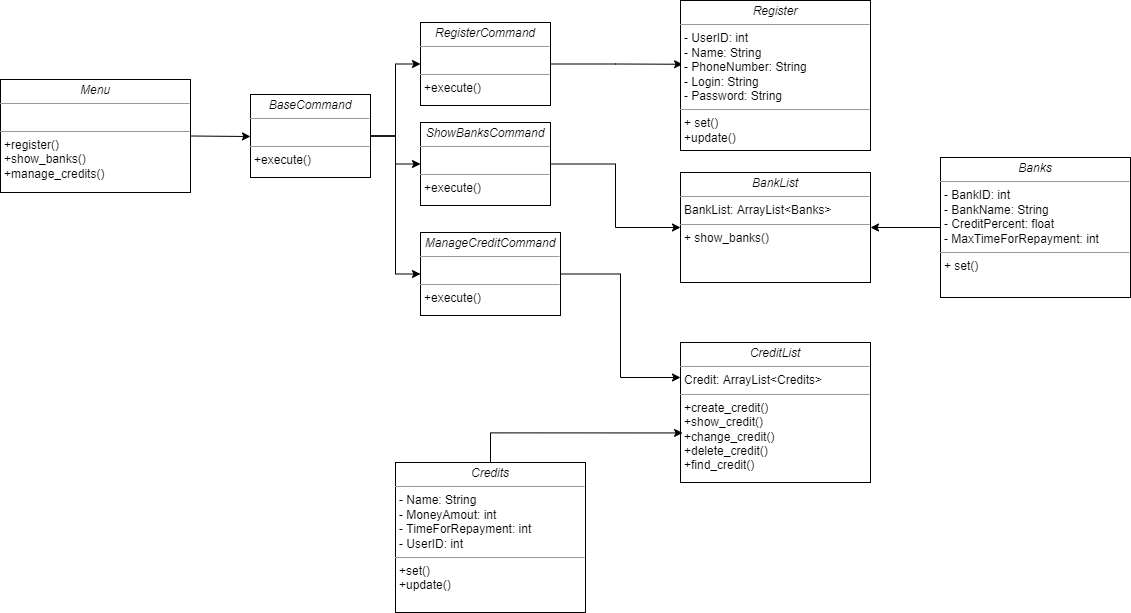 Menu
+register()
+show_banks()
+manage_credits()
BaseCommand
+execute()
RegisterCommand
+execute()
ShowBanksCommand
+execute()
ManageCreditCommand
+execute()
Register
- UserID: int
- Name: String
- PhoneNumber: String
- Login: String
- Password: String
+ set()
+update()
BankList
BankList: ArrayList<Banks>
+ show_banks()
Banks
- BankID: int
- BankName: String
- CreditPercent: float
- MaxTimeForRepayment: int
+ set()
CreditList
Credit: ArrayList<Credits>
+create_credit()
+show_credit()
+change_credit()
+delete_credit()
+find_credit()
Credits
- Name: String
- MoneyAmout: int
- TimeForRepayment: int
- UserID: int
+set()
+update()